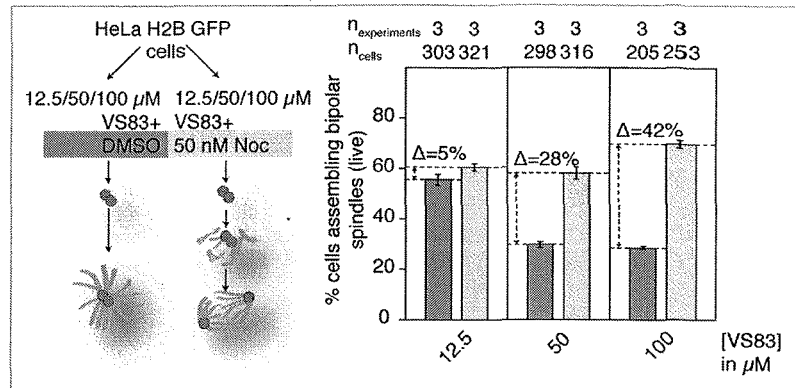 HeLa H2B GFP
cells
12.5/50/100 µM 12.5/50/100 µM
VS83+ VS83+
DMSO 50 nM Noc
n experiments 3 3 3 3 3 3
n cells 303 321 298 316 205 253
% cells assembling bipolar
spindles (live)
80
60
40
20
0
Δ=5%
Δ=28%
Δ=42%
12.5 50 100
[VS83]
in µM